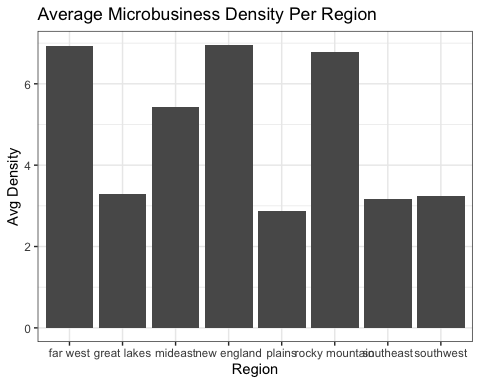 Average Microbusiness Density Per Region
Avg Density
6
4
2
0
far west great lakes mideast new england plains rocky mountain southeast southwest
Region